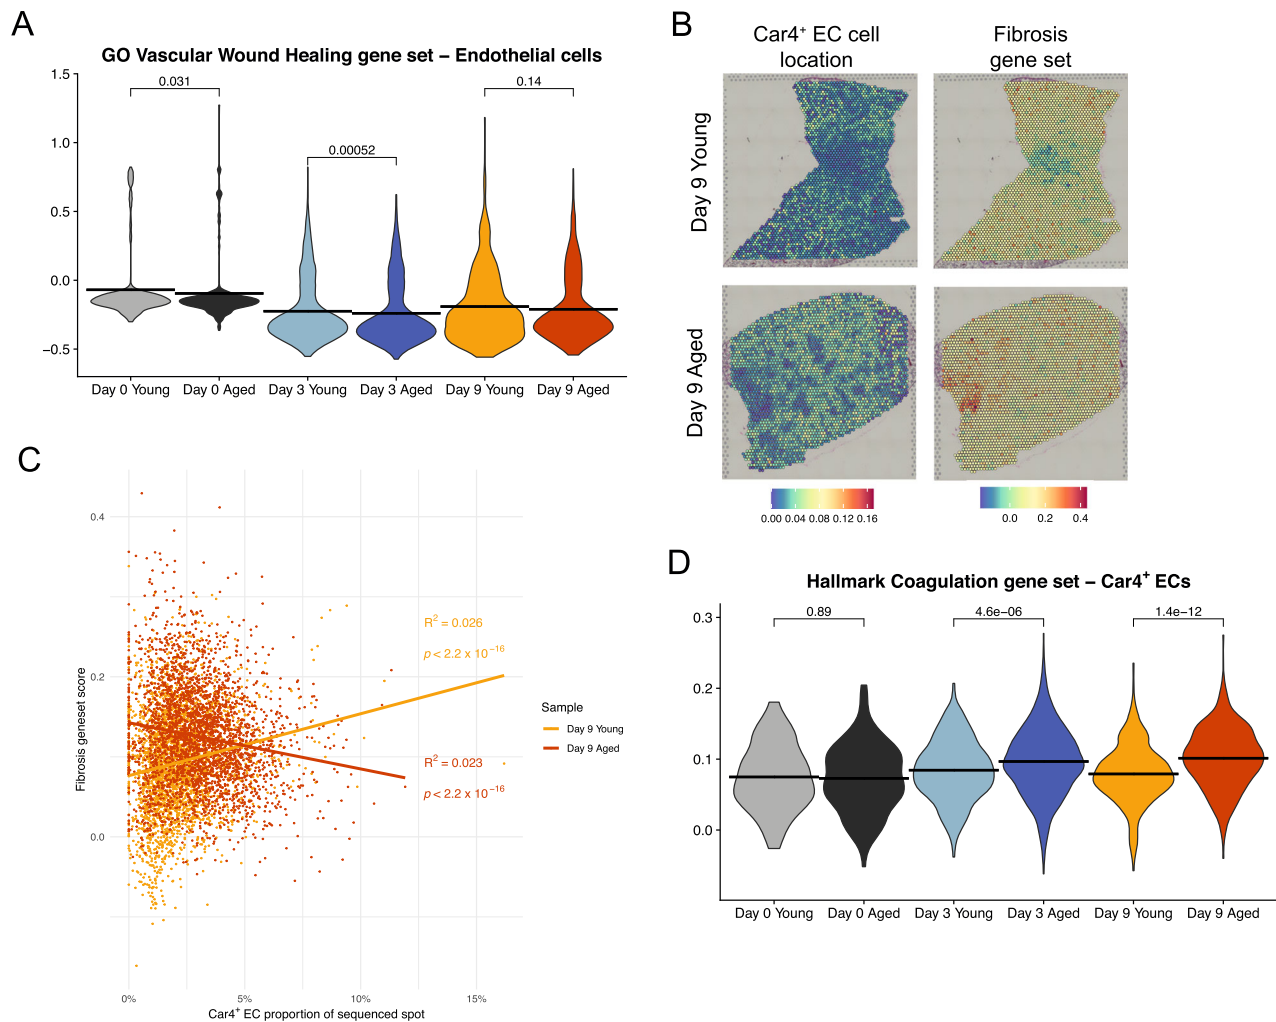 A
GO Vascular Wound Healing gene set – Endothelial cells
1.5
1.0
0.5
0.0
−0.5
0.031
0.00052
0.14
Day 0 Young
Day 0 Aged
Day 3 Young
Day 3 Aged
Day 9 Young
Day 9 Aged
B
Car4⁺ EC cell
location
Fibrosis
gene set
Day 9 Young
Day 9 Aged
0.00 0.04 0.08 0.12 0.16
0.0 0.2 0.4
C
Fibrosis geneset score
0.4
0.2
0.0
R² = 0.026
p < 2.2 x 10⁻¹⁶
R² = 0.023
p < 2.2 x 10⁻¹⁶
0%
5%
10%
15%
Car4⁺ EC proportion of sequenced spot
Sample
Day 9 Young
Day 9 Aged
D
Hallmark Coagulation gene set – Car4⁺ ECs
0.3
0.2
0.1
0.0
0.89
4.6e−06
1.4e−12
Day 0 Young
Day 0 Aged
Day 3 Young
Day 3 Aged
Day 9 Young
Day 9 Aged